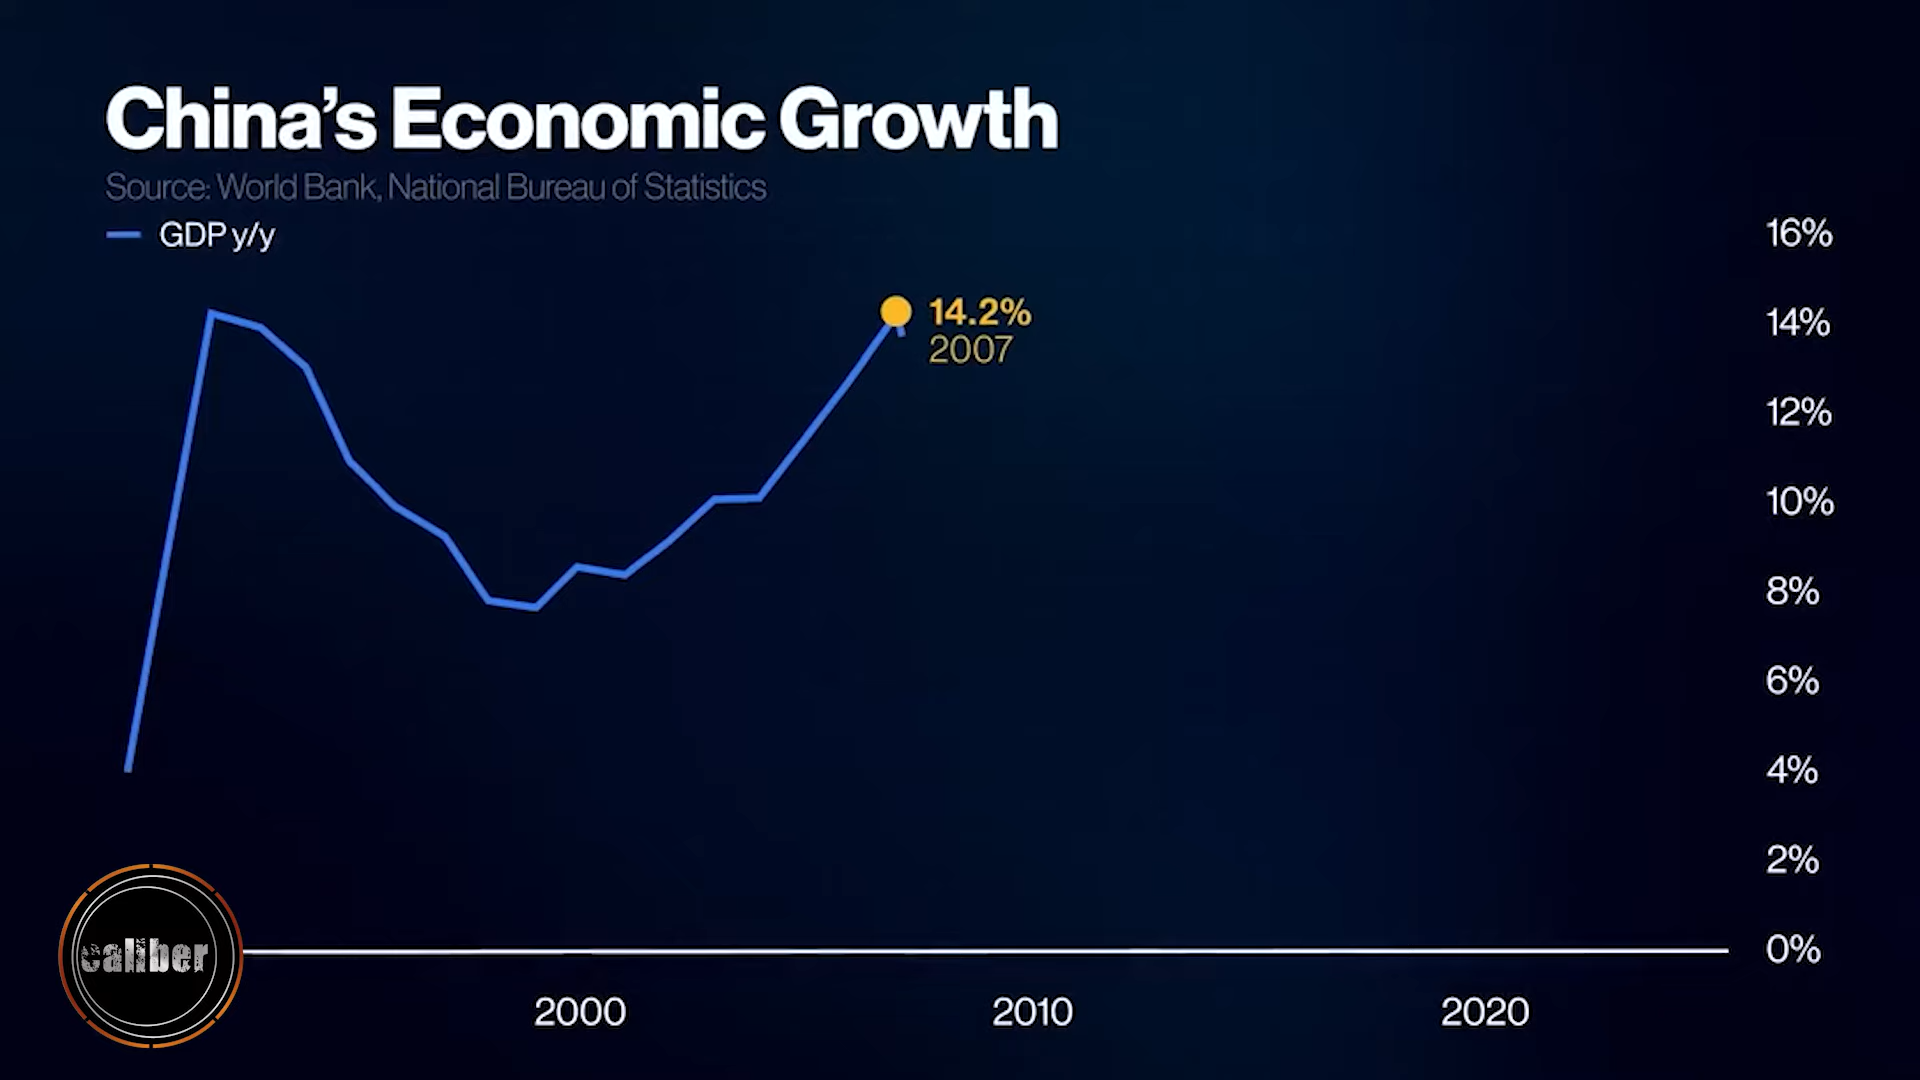 China's Economic Growth
Source: World Bank, National Bureau of Statistics
GDP y/y
16%
14.2%
2007
14%
12%
10%
8%
6%
4%
2%
caliber
0%
2000 2010 2020